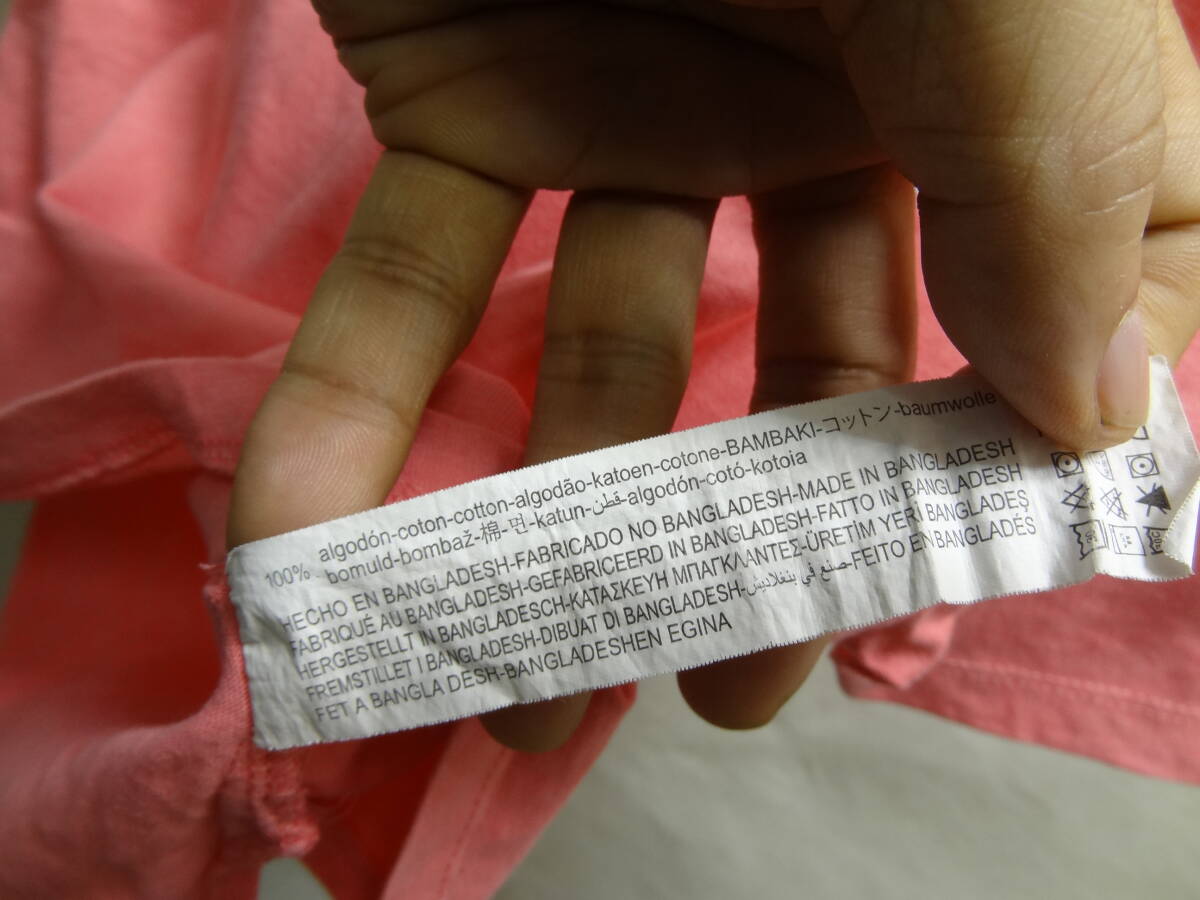 100% algodón-coton-cotton-algodão-katoen-cotone-BAMBAKI-コットン-baumwolle
bomuld-bombaž-棉-면-katun-قطن-algodón-cotó-kotoia
HECHO EN BANGLADESH-FABRICADO NO BANGLADESH-MADE IN BANGLADESH
FABRIQUÉ AU BANGLADESH-GEFABRICEERD IN BANGLADESH-FATTO IN BANGLADESH
HERGESTELLT IN BANGLADESCH-ΚΑΤΑΣΚΕΥΗ ΜΠΑΓΚΛΑΝΤΕΣ-ÜRETİM YERİ BANGLADEŞ
FREMSTILLET I BANGLADESH-DIBUAT DI BANGLADESH-صنع في بنغلاديش-FEITO EN BANGLADÉS
FET A BANGLA DESH-BANGLADESHEN EGINA